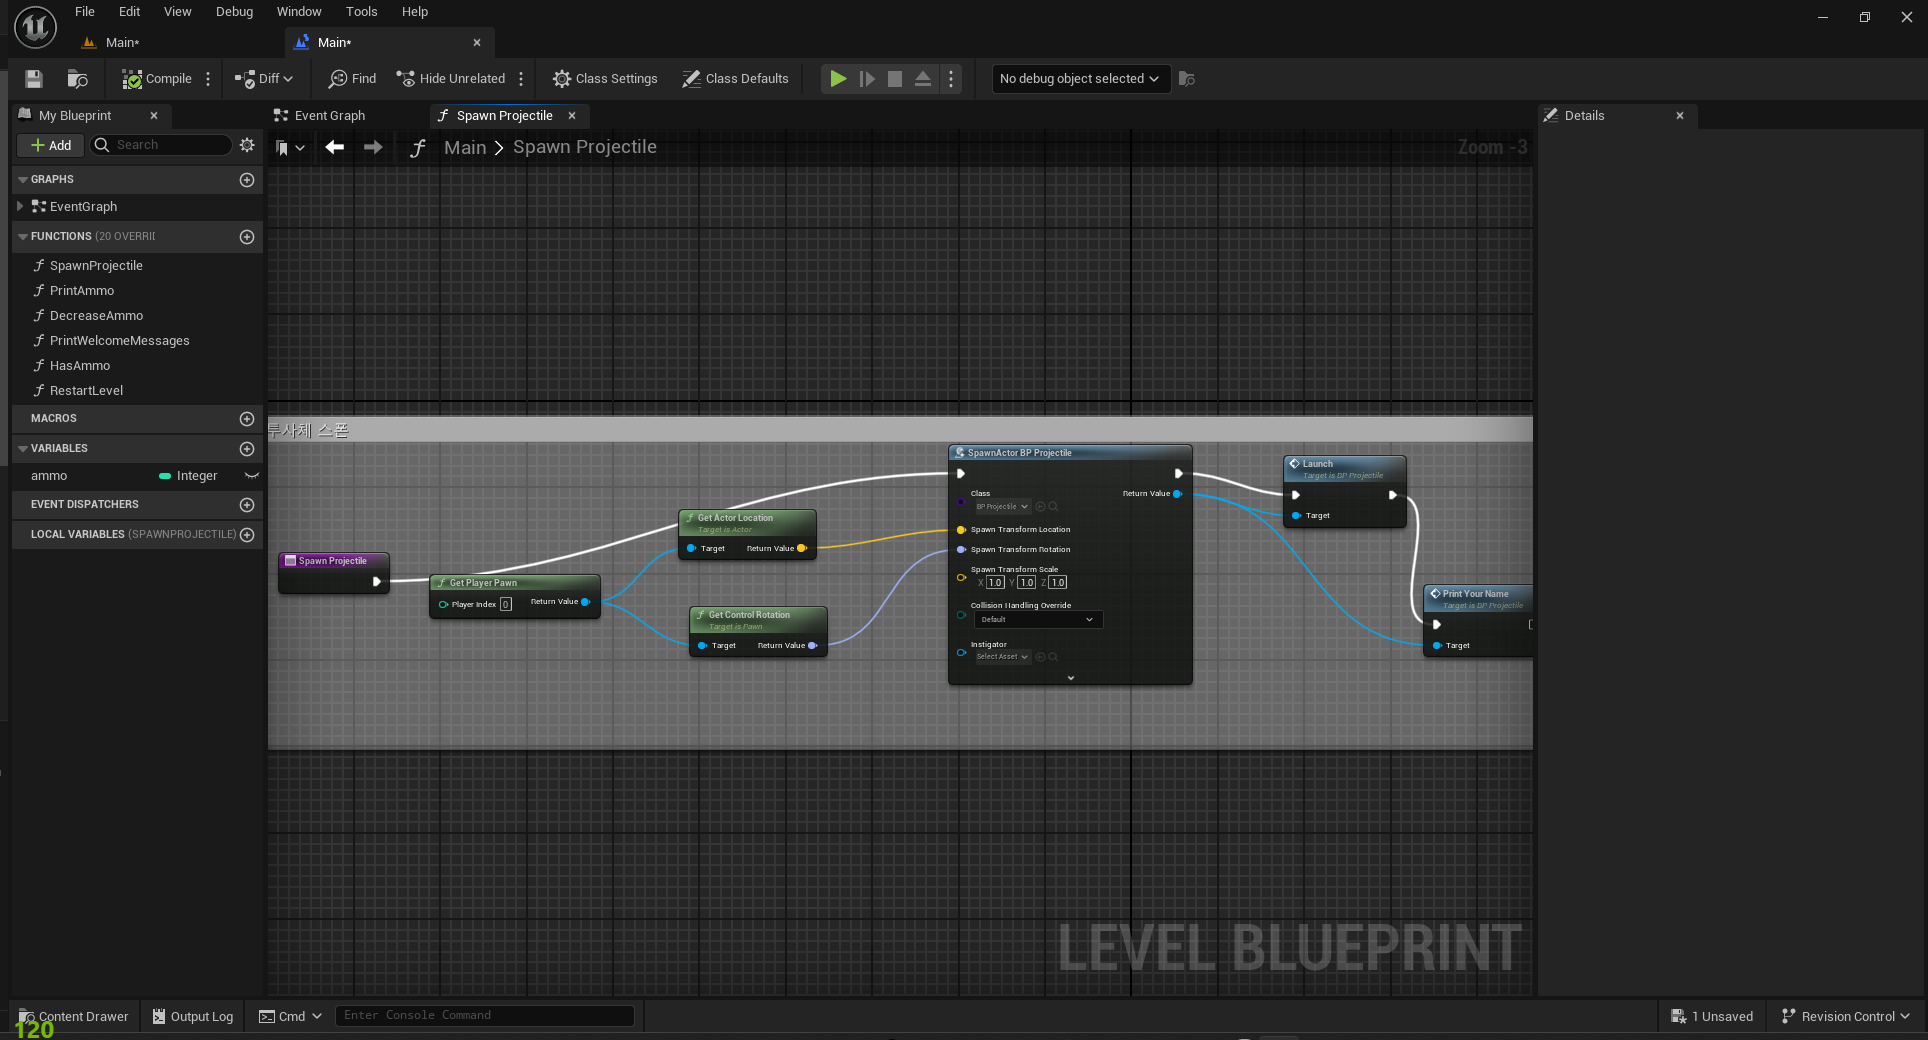 File Edit View Debug Window Tools Help
Main*
Main*
Compile
Diff
Find
Hide Unrelated
Class Settings
Class Defaults
No debug object selected
My Blueprint
Event Graph
Spawn Projectile
Details
Add
Search
Main > Spawn Projectile
Zoom -3
GRAPHS
EventGraph
FUNCTIONS (20 OVERRI
SpawnProjectile
PrintAmmo
DecreaseAmmo
PrintWelcomeMessages
HasAmmo
RestartLevel
MACROS
VARIABLES
ammo
Integer
EVENT DISPATCHERS
LOCAL VARIABLES (SPAWNPROJECTILE)
투사체 스폰
Spawn Projectile
Get Player Pawn
Player Index 0
Return Value
Get Actor Location
Target is Actor
Target
Return Value
Get Control Rotation
Target is Pawn
Target
Return Value
SpawnActor BP Projectile
Class
BP Projectile
Return Value
Spawn Transform Location
Spawn Transform Rotation
Spawn Transform Scale
X 1.0 Y 1.0 Z 1.0
Collision Handling Override
Default
Instigator
Select Asset
Launch
Target is BP Projectile
Target
Print Your Name
Target is BP Projectile
Target
LEVEL BLUEPRINT
Content Drawer
Output Log
Cmd
Enter Console Command
1 Unsaved
Revision Control
120